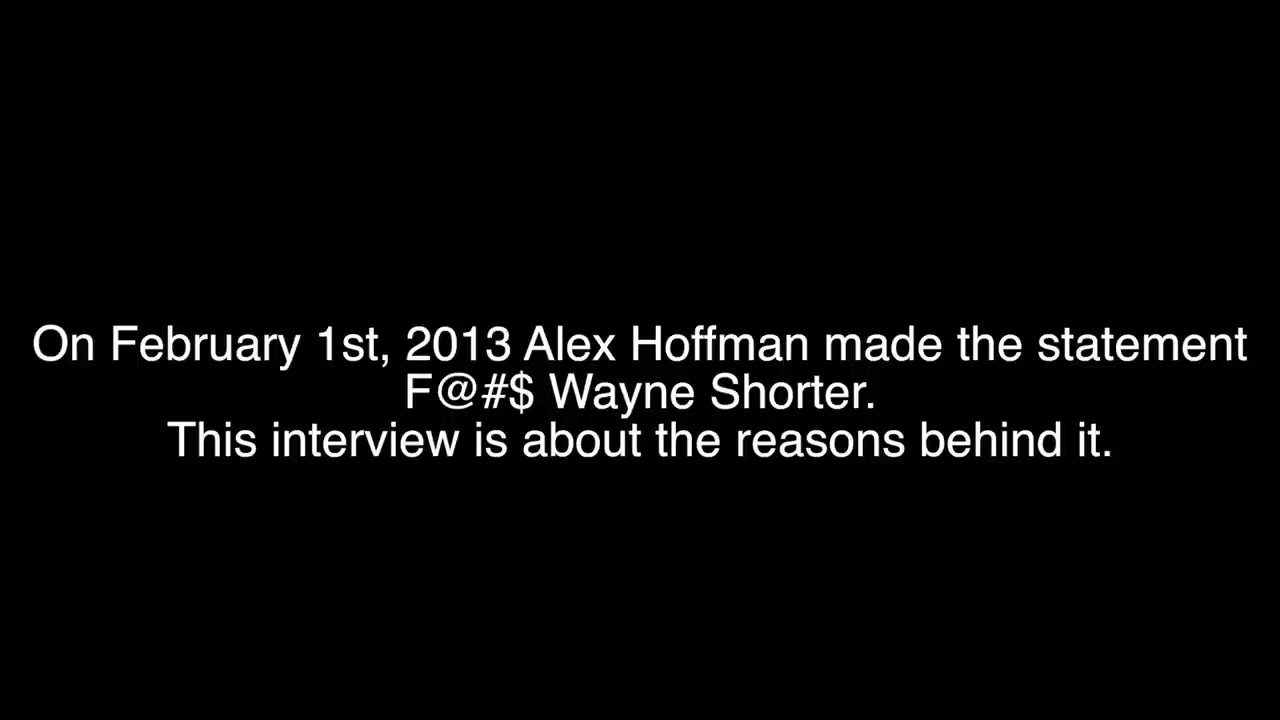 On February 1st, 2013 Alex Hoffman made the statement
F@#$ Wayne Shorter.
This interview is about the reasons behind it.